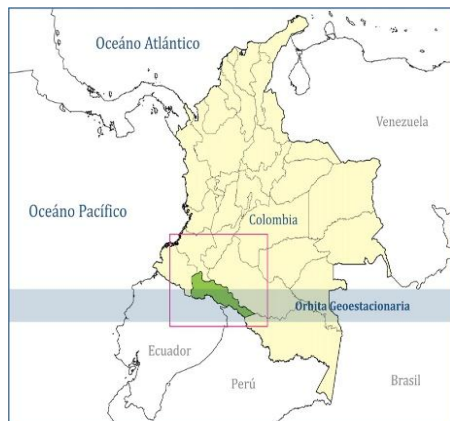 Oceáno Atlántico
Venezuela
Oceáno Pacífico
Colombia
Orbita Geoestacionaria
Ecuador
Perú
Brasil